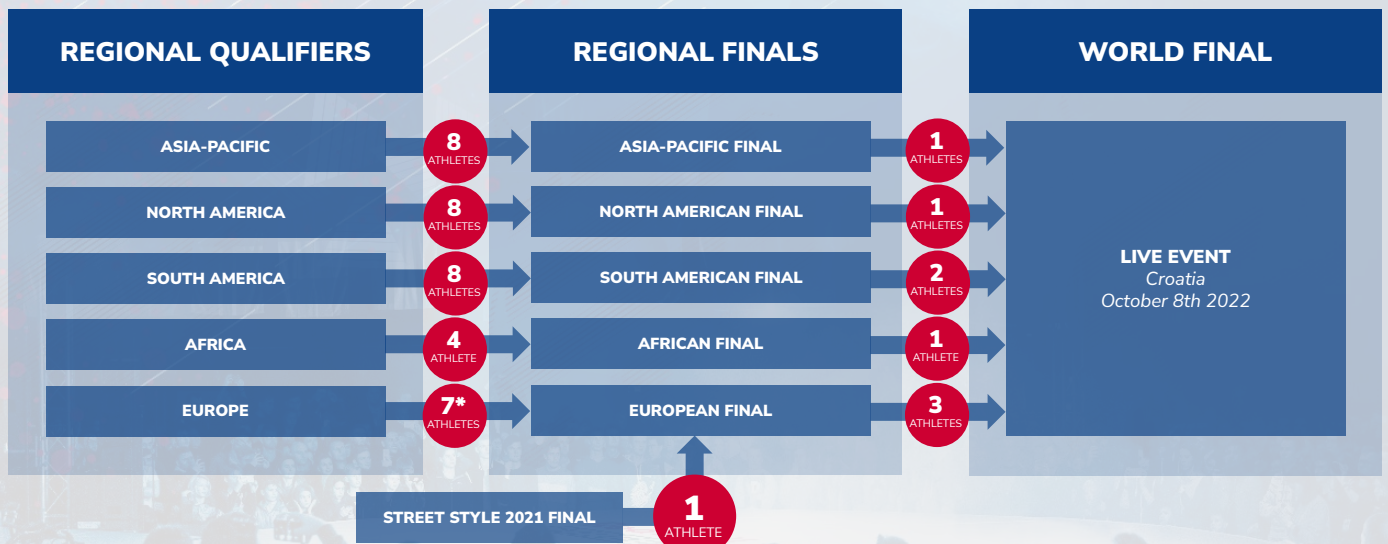 REGIONAL QUALIFIERS
REGIONAL FINALS
WORLD FINAL
ASIA-PACIFIC
8
ATHLETES
ASIA-PACIFIC FINAL
1
ATHLETES
NORTH AMERICA
8
ATHLETES
NORTH AMERICAN FINAL
1
ATHLETES
SOUTH AMERICA
8
ATHLETES
SOUTH AMERICAN FINAL
2
ATHLETES
AFRICA
4
ATHLETE
AFRICAN FINAL
1
ATHLETE
EUROPE
7*
ATHLETES
EUROPEAN FINAL
3
ATHLETES
LIVE EVENT
Croatia
October 8th 2022
STREET STYLE 2021 FINAL
1
ATHLETE